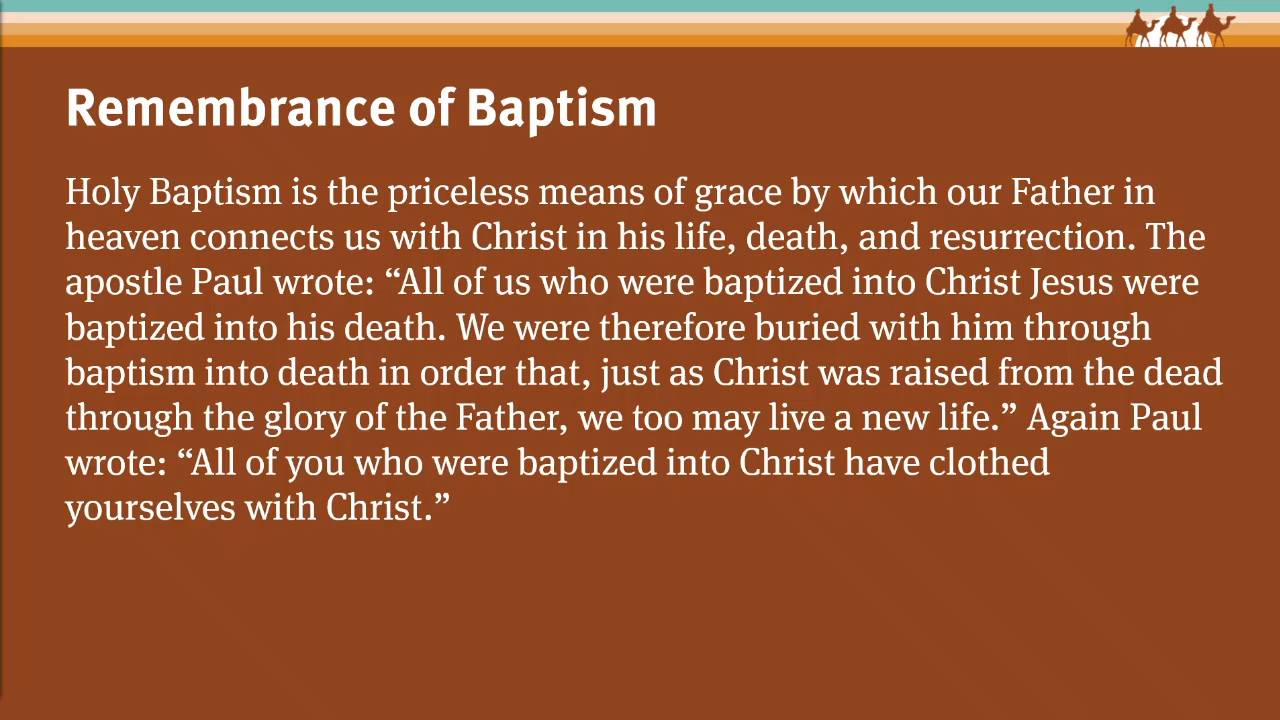 Remembrance of Baptism
Holy Baptism is the priceless means of grace by which our Father in
heaven connects us with Christ in his life, death, and resurrection. The
apostle Paul wrote: “All of us who were baptized into Christ Jesus were
baptized into his death. We were therefore buried with him through
baptism into death in order that, just as Christ was raised from the dead
through the glory of the Father, we too may live a new life.” Again Paul
wrote: “All of you who were baptized into Christ have clothed
yourselves with Christ.”